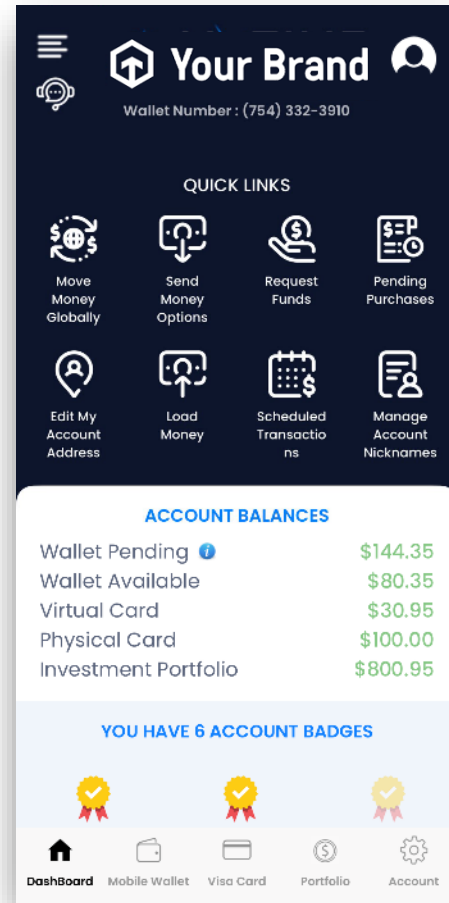 Your Brand
Wallet Number : (754) 332-3910
QUICK LINKS
Move
Money
Globally
Send
Money
Options
Request
Funds
Pending
Purchases
Edit My
Account
Address
Load
Money
Scheduled
Transactio
ns
Manage
Account
Nicknames
ACCOUNT BALANCES
Wallet Pending $144.35
Wallet Available $80.35
Virtual Card $30.95
Physical Card $100.00
Investment Portfolio $800.95
YOU HAVE 6 ACCOUNT BADGES
DashBoard Mobile Wallet Visa Card Portfolio Account